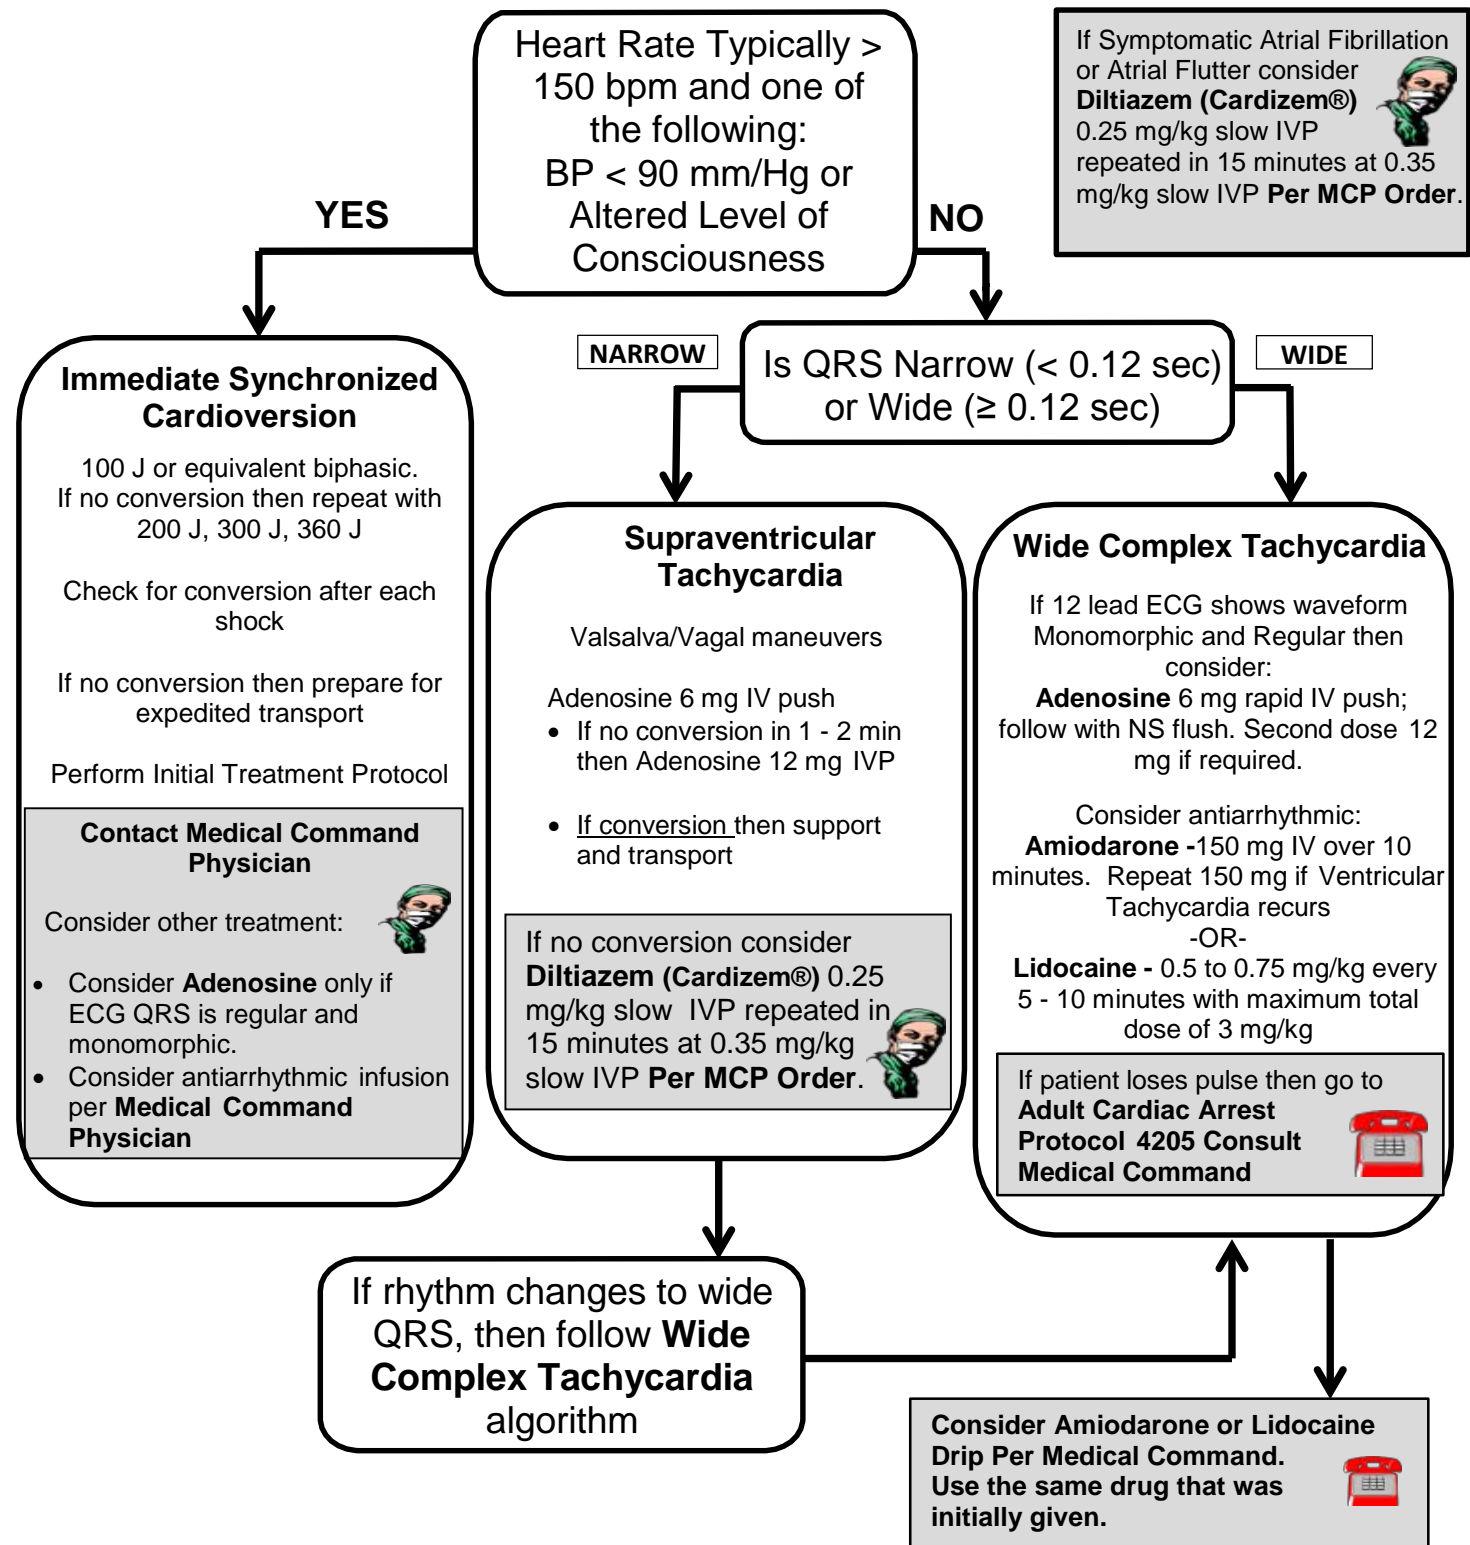 Heart Rate Typically >
150 bpm and one of
the following:
BP < 90 mm/Hg or
Altered Level of
Consciousness
If Symptomatic Atrial Fibrillation
or Atrial Flutter consider
Diltiazem (Cardizem®)
0.25 mg/kg slow IVP
repeated in 15 minutes at 0.35
mg/kg slow IVP Per MCP Order.
YES
NO
Immediate Synchronized
Cardioversion
100 J or equivalent biphasic.
If no conversion then repeat with
200 J, 300 J, 360 J
Check for conversion after each
shock
If no conversion then prepare for
expedited transport
Perform Initial Treatment Protocol
Contact Medical Command
Physician
Consider other treatment:
• Consider Adenosine only if
ECG QRS is regular and
monomorphic.
• Consider antiarrhythmic infusion
per Medical Command
Physician
NARROW
Is QRS Narrow (< 0.12 sec)
or Wide (≥ 0.12 sec)
WIDE
Supraventricular
Tachycardia
Valsalva/Vagal maneuvers
Adenosine 6 mg IV push
• If no conversion in 1 - 2 min
then Adenosine 12 mg IVP
• If conversion then support
and transport
If no conversion consider
Diltiazem (Cardizem®) 0.25
mg/kg slow IVP repeated in
15 minutes at 0.35 mg/kg
slow IVP Per MCP Order.
Wide Complex Tachycardia
If 12 lead ECG shows waveform
Monomorphic and Regular then
consider:
Adenosine 6 mg rapid IV push;
follow with NS flush. Second dose 12
mg if required.
Consider antiarrhythmic:
Amiodarone -150 mg IV over 10
minutes. Repeat 150 mg if Ventricular
Tachycardia recurs
-OR-
Lidocaine - 0.5 to 0.75 mg/kg every
5 - 10 minutes with maximum total
dose of 3 mg/kg
If patient loses pulse then go to
Adult Cardiac Arrest
Protocol 4205 Consult
Medical Command
If rhythm changes to wide
QRS, then follow Wide
Complex Tachycardia
algorithm
Consider Amiodarone or Lidocaine
Drip Per Medical Command.
Use the same drug that was
initially given.